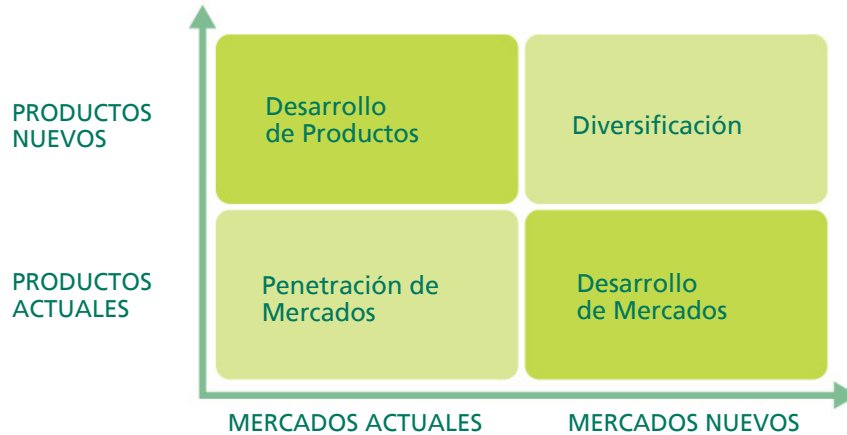 PRODUCTOS
NUEVOS
Desarrollo
de Productos
Diversificación
PRODUCTOS
ACTUALES
Penetración de
Mercados
Desarrollo
de Mercados
MERCADOS ACTUALES
MERCADOS NUEVOS